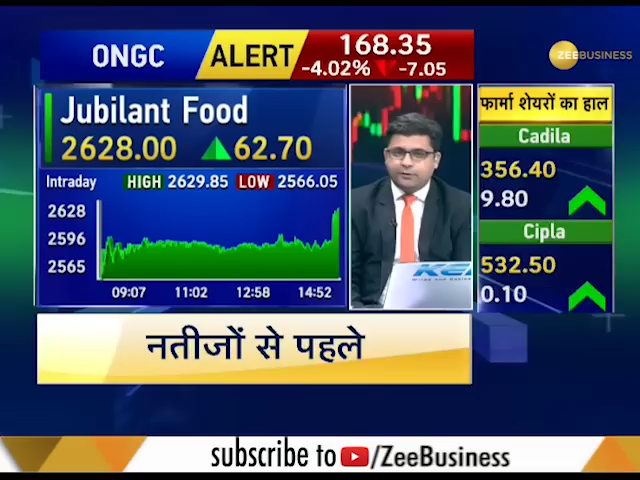 ONGC
ALERT
168.35
-4.02% -7.05
ZEEBUSINESS
Jubilant Food
2628.00 62.70
Intraday HIGH 2629.85 LOW 2566.05
2628
2596
2565
09:07 11:02 12:58 14:52
फार्मा शेयरों का हाल
Cadila
356.40
9.80
Cipla
532.50
0.10
नतीजों से पहले
subscribe to /ZeeBusiness